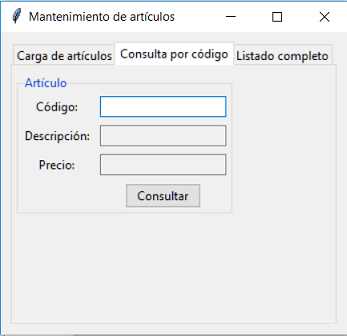 Mantenimiento de artículos
Carga de artículos Consulta por código Listado completo
Artículo
Código:
Descripción:
Precio:
Consultar